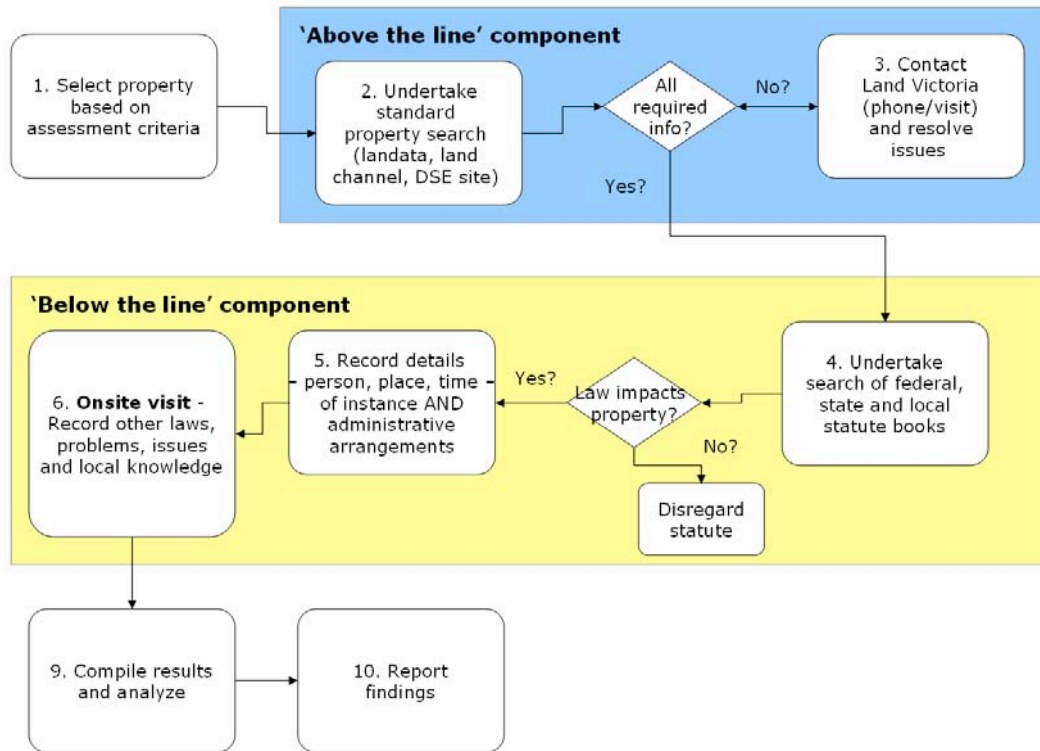 ‘Above the line’ component
1. Select property
based on
assessment criteria
2. Undertake
standard
property search
(landata, land
channel, DSE site)
All
required
info?
No?
3. Contact
Land Victoria
(phone/visit)
and resolve
issues
Yes?
‘Below the line’ component
4. Undertake
search of federal,
state and local
statute books
Law impacts
property?
Yes?
No?
Disregard
statute
5. Record details
person, place, time
of instance AND
administrative
arrangements
6. Onsite visit -
Record other laws,
problems, issues
and local knowledge
9. Compile results
and analyze
10. Report
findings